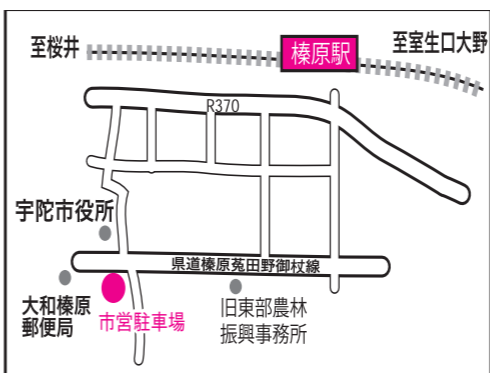 至桜井
榛原駅
至室生口大野
R370
宇陀市役所
県道榛原菟田野御杖線
大和榛原
郵便局
市営駐車場
旧東部農林
振興事務所